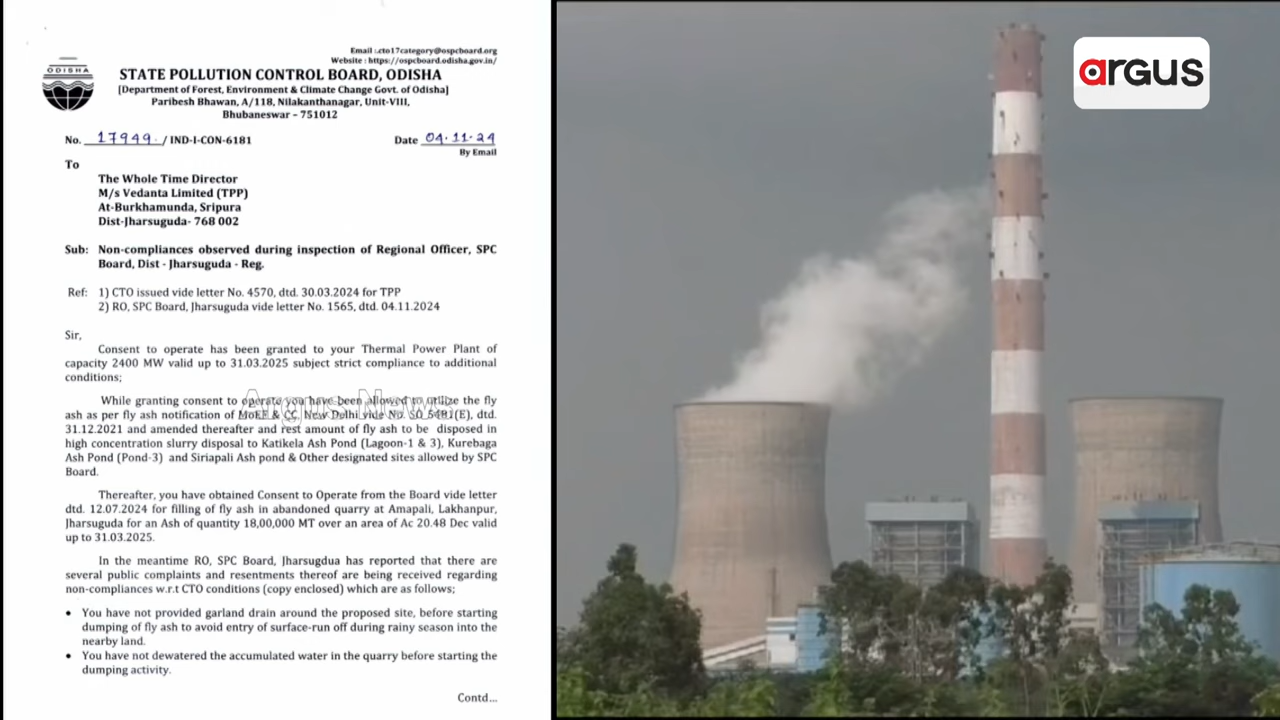 Email :cto17category@ospcboard.org
Website : https://ospcboard.odisha.gov.in/
ODISHA
STATE POLLUTION CONTROL BOARD, ODISHA
[Department of Forest, Environment & Climate Change Govt. of Odisha]
Paribesh Bhawan, A/118, Nilakanthanagar, Unit-VIII,
Bhubaneswar – 751012
No. 17949 / IND-I-CON-6181
Date 04.11.24
By Email
To
The Whole Time Director
M/s Vedanta Limited (TPP)
At-Burkhamunda, Sripura
Dist-Jharsuguda- 768 002
Sub: Non-compliances observed during inspection of Regional Officer, SPC
Board, Dist - Jharsuguda - Reg.
Ref: 1) CTO issued vide letter No. 4570, dtd. 30.03.2024 for TPP
2) RO, SPC Board, Jharsuguda vide letter No. 1565, dtd. 04.11.2024
Sir,
Consent to operate has been granted to your Thermal Power Plant of
capacity 2400 MW valid up to 31.03.2025 subject strict compliance to additional
conditions;
While granting consent to operate you have been allowed to utilize the fly
ash as per fly ash notification of MoEF & CC, New Delhi vide No. SO 5481(E), dtd.
31.12.2021 and amended thereafter and rest amount of fly ash to be disposed in
high concentration slurry disposal to Katikela Ash Pond (Lagoon-1 & 3), Kurebaga
Ash Pond (Pond-3) and Siriapali Ash pond & Other designated sites allowed by SPC
Board.
Thereafter, you have obtained Consent to Operate from the Board vide letter
dtd. 12.07.2024 for filling of fly ash in abandoned quarry at Amapali, Lakhanpur,
Jharsuguda for an Ash of quantity 18,00,000 MT over an area of Ac 20.48 Dec valid
up to 31.03.2025.
In the meantime RO, SPC Board, Jharsugdua has reported that there are
several public complaints and resentments thereof are being received regarding
non-compliances w.r.t CTO conditions (copy enclosed) which are as follows;
• You have not provided garland drain around the proposed site, before starting
dumping of fly ash to avoid entry of surface-run off during rainy season into the
nearby land.
• You have not dewatered the accumulated water in the quarry before starting the
dumping activity.
Contd...
Argus News
argus